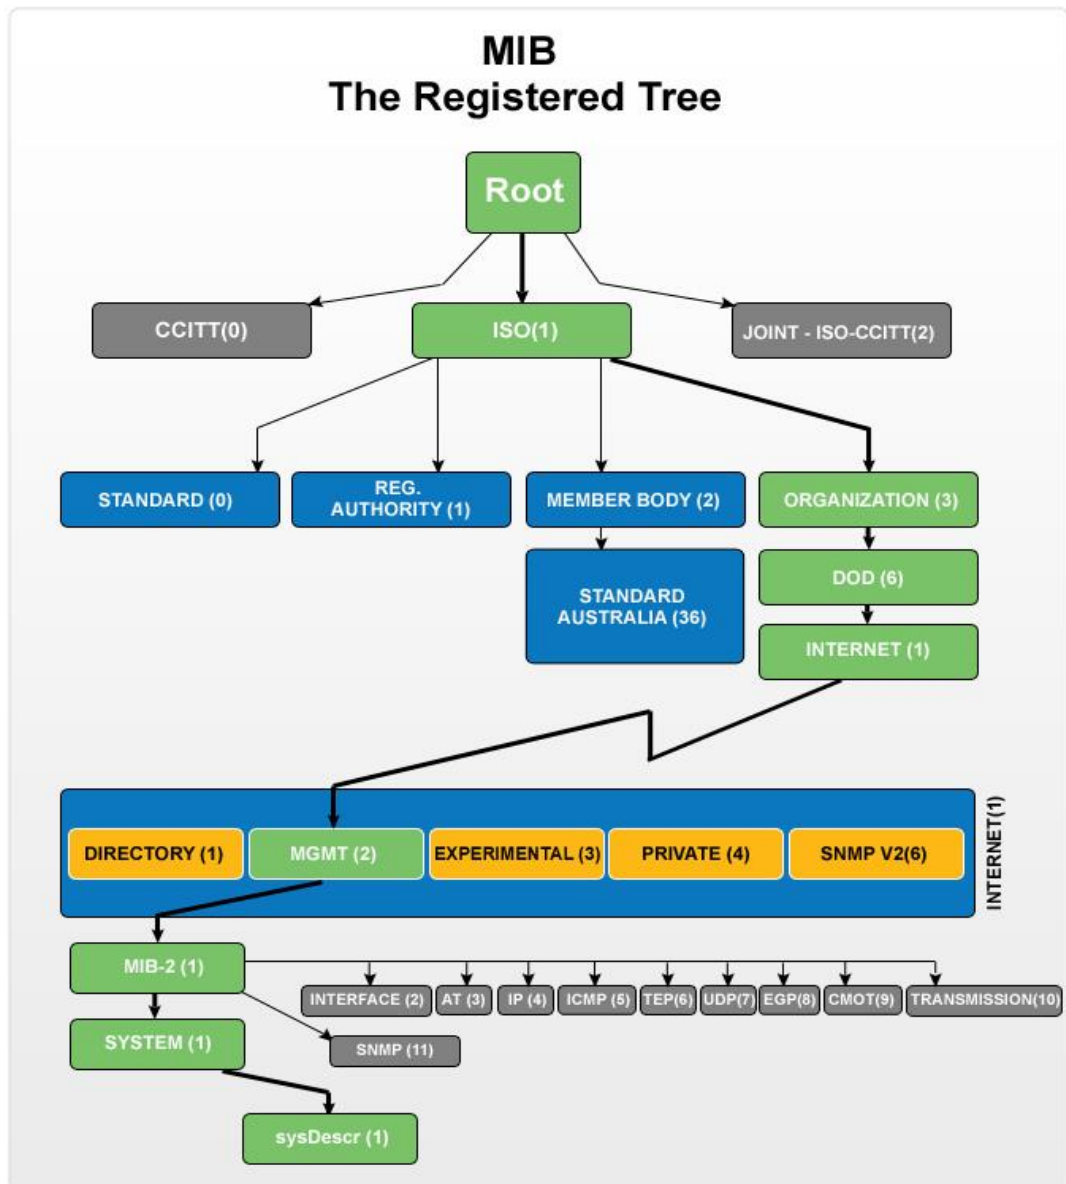 MIB
The Registered Tree
Root
CCITT(0)
ISO(1)
JOINT - ISO-CCITT(2)
STANDARD (0)
REG.
AUTHORITY (1)
MEMBER BODY (2)
ORGANIZATION (3)
STANDARD
AUSTRALIA (36)
DOD (6)
INTERNET (1)
DIRECTORY (1)
MGMT (2)
EXPERIMENTAL (3)
PRIVATE (4)
SNMP V2(6)
INTERNET(1)
MIB-2 (1)
INTERFACE (2)
AT (3)
IP (4)
ICMP (5)
TEP(6)
UDP(7)
EGP(8)
CMOT(9)
TRANSMISSION(10)
SYSTEM (1)
SNMP (11)
sysDescr (1)